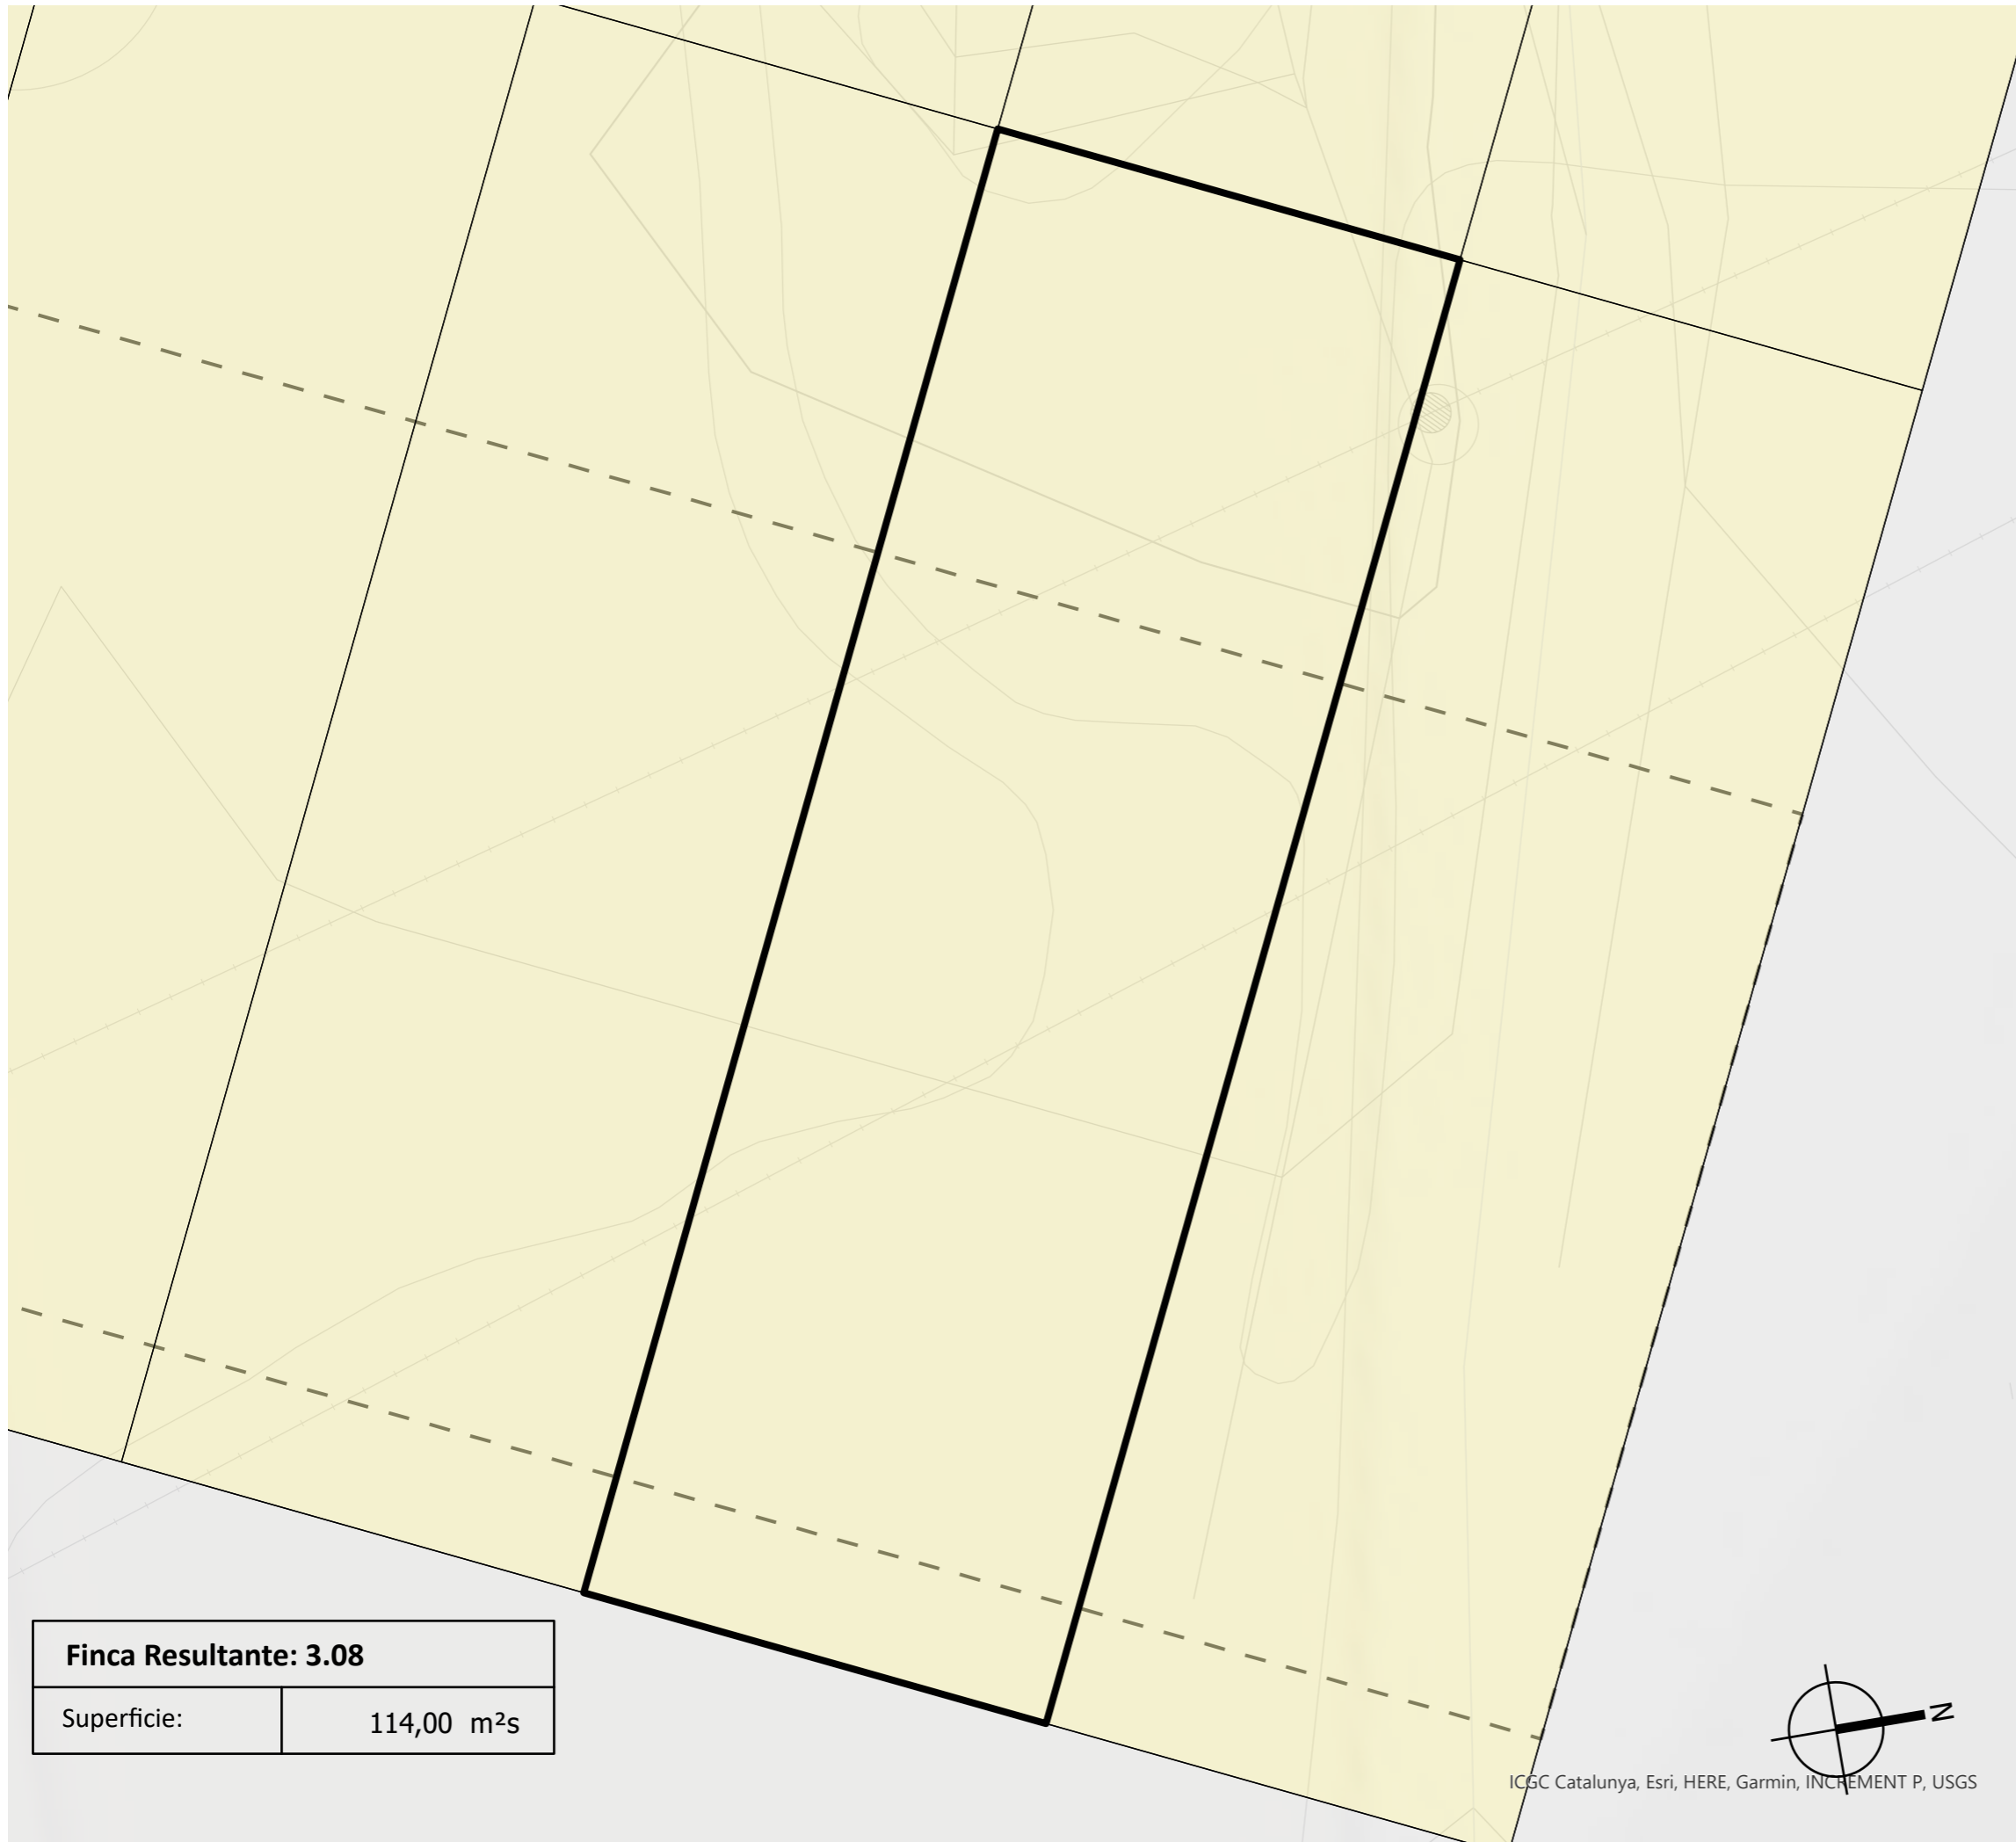 Finca Resultante: 3.08
Superficie: 114,00 m²s
N
ICGC Catalunya, Esri, HERE, Garmin, INCREMENT P, USGS